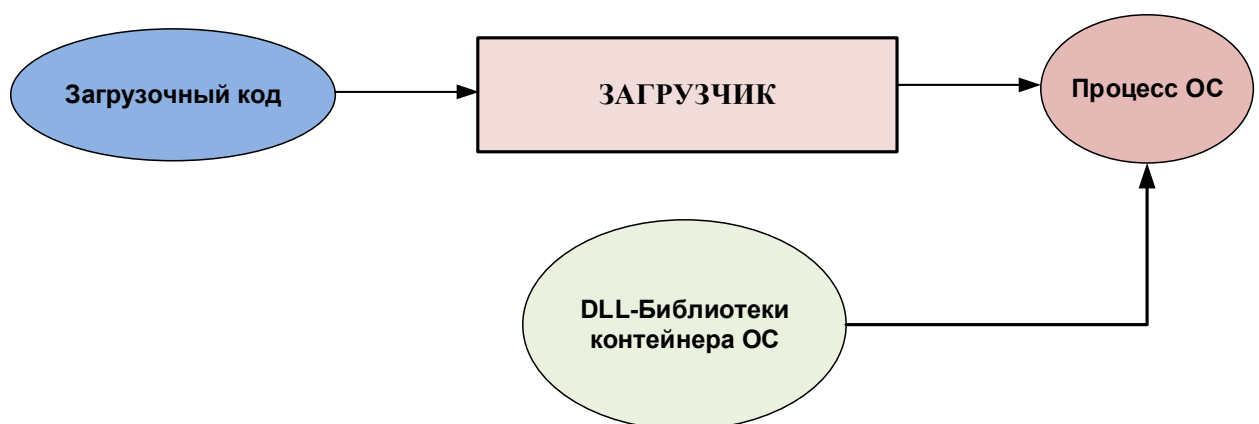 Загрузочный код
ЗАГРУЗЧИК
Процесс ОС
DLL-Библиотеки
контейнера ОС